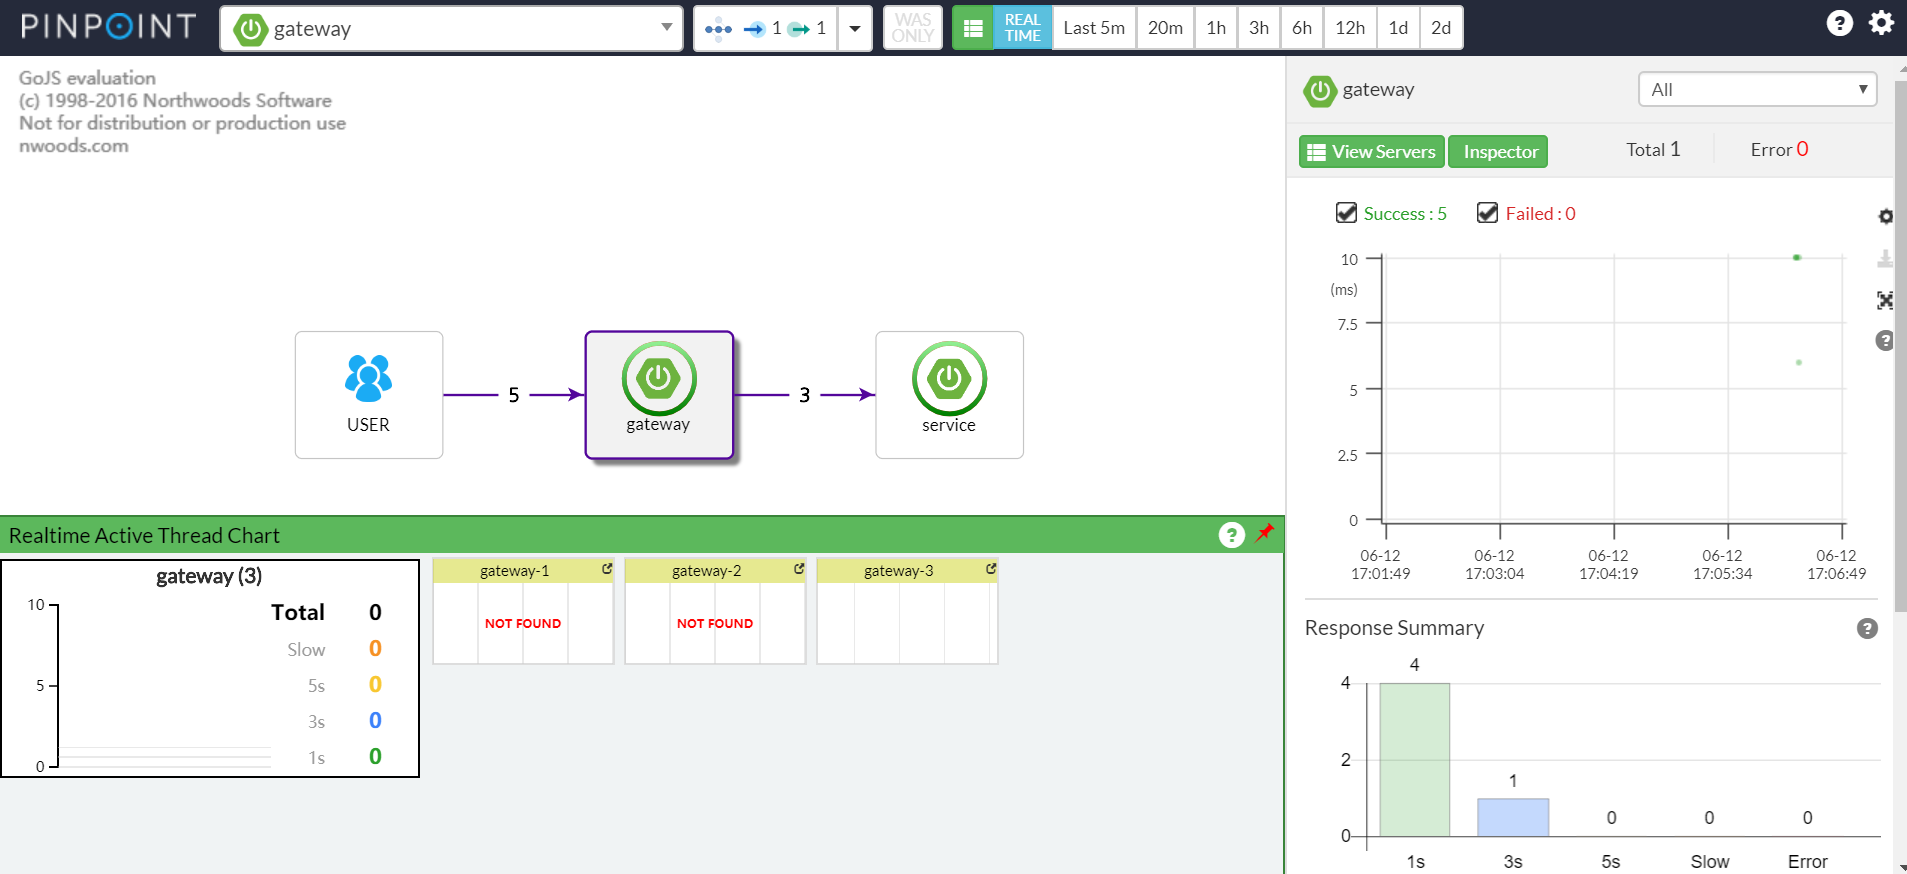 PINPOINT
gateway
1 1
WAS ONLY
REAL TIME
Last 5m 20m 1h 3h 6h 12h 1d 2d
GoJS evaluation
(c) 1998-2016 Northwoods Software
Not for distribution or production use
nwoods.com
USER
5
gateway
3
service
Realtime Active Thread Chart
gateway (3)
10
5
0
Total 0
Slow 0
5s 0
3s 0
1s 0
gateway-1
NOT FOUND
gateway-2
NOT FOUND
gateway-3
gateway
All
View Servers
Inspector
Total 1
Error 0
Success : 5
Failed : 0
10
(ms)
7.5
5
2.5
0
06-12 06-12 06-12 06-12 06-12
17:01:49 17:03:04 17:04:19 17:05:34 17:06:49
Response Summary
4
2
0
4 1 0 0 0
1s 3s 5s Slow Error